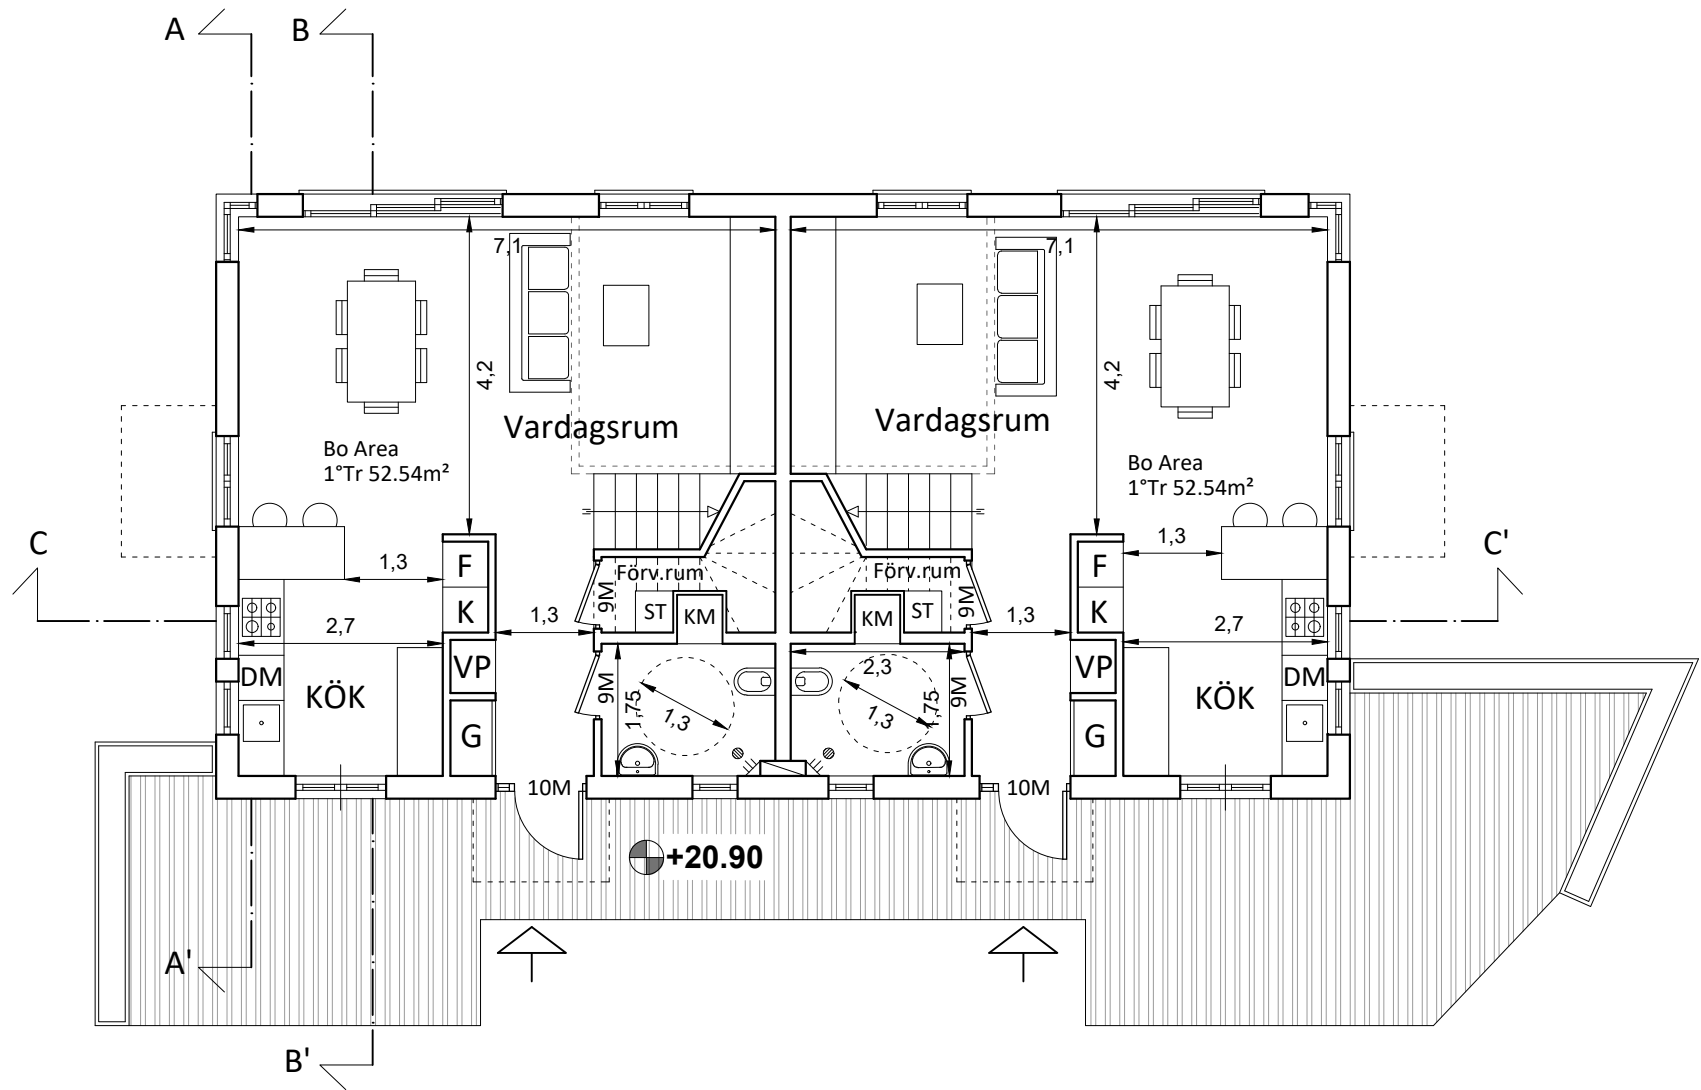 A
B
7,1
7,1
4,2
4,2
Vardagsrum
Vardagsrum
Bo Area
1°Tr 52.54m²
Bo Area
1°Tr 52.54m²
C
C'
1,3
F
K
1,3
F
K
Förv.rum
Förv.rum
9M
9M
ST
KM
KM
ST
1,3
1,3
2,7
2,7
VP
VP
DM
DM
KÖK
KÖK
9M
1,75
1,3
2,3
1,3
1,75
9M
G
G
10M
10M
+20.90
A'
B'